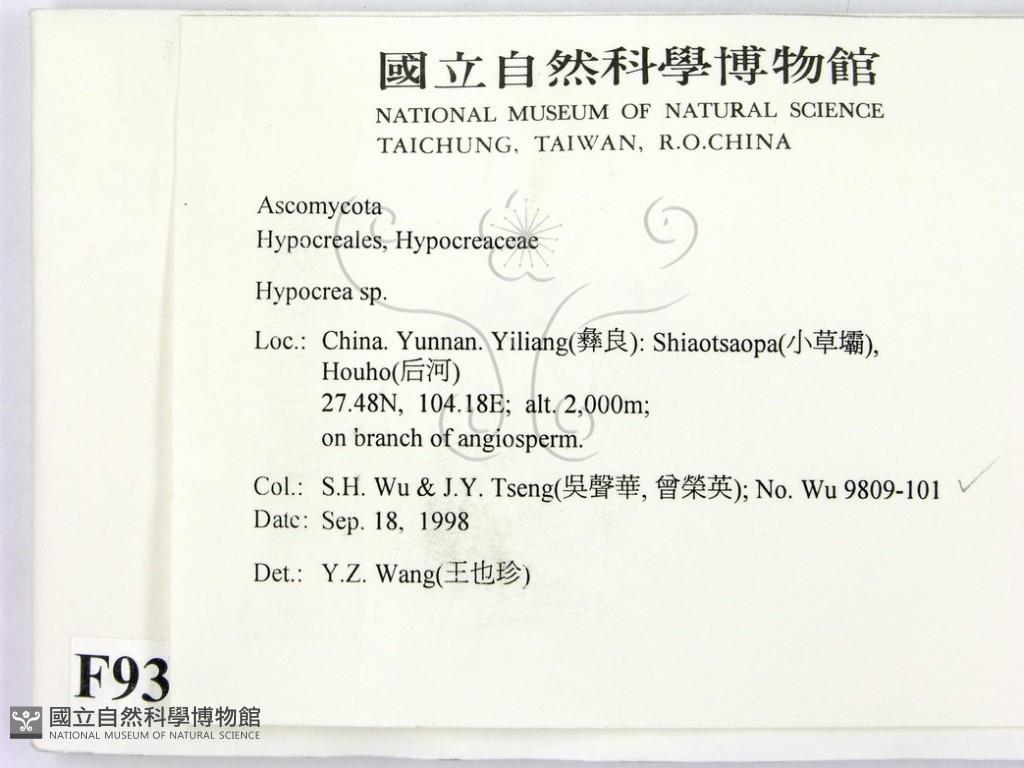 國立自然科學博物館
NATIONAL MUSEUM OF NATURAL SCIENCE
TAICHUNG, TAIWAN, R.O.CHINA
Ascomycota
Hypocreales, Hypocreaceae
Hypocrea sp.
Loc.: China. Yunnan. Yiliang(彝良): Shiaotsaopa(小草壩),
Houho(后河)
27.48N, 104.18E; alt. 2,000m;
on branch of angiosperm.
Col.: S.H. Wu & J.Y. Tseng(吳聲華, 曾榮英); No. Wu 9809-101
Date: Sep. 18, 1998
Det.: Y.Z. Wang(王也珍)
F93
國立自然科學博物館
NATIONAL MUSEUM OF NATURAL SCIENCE